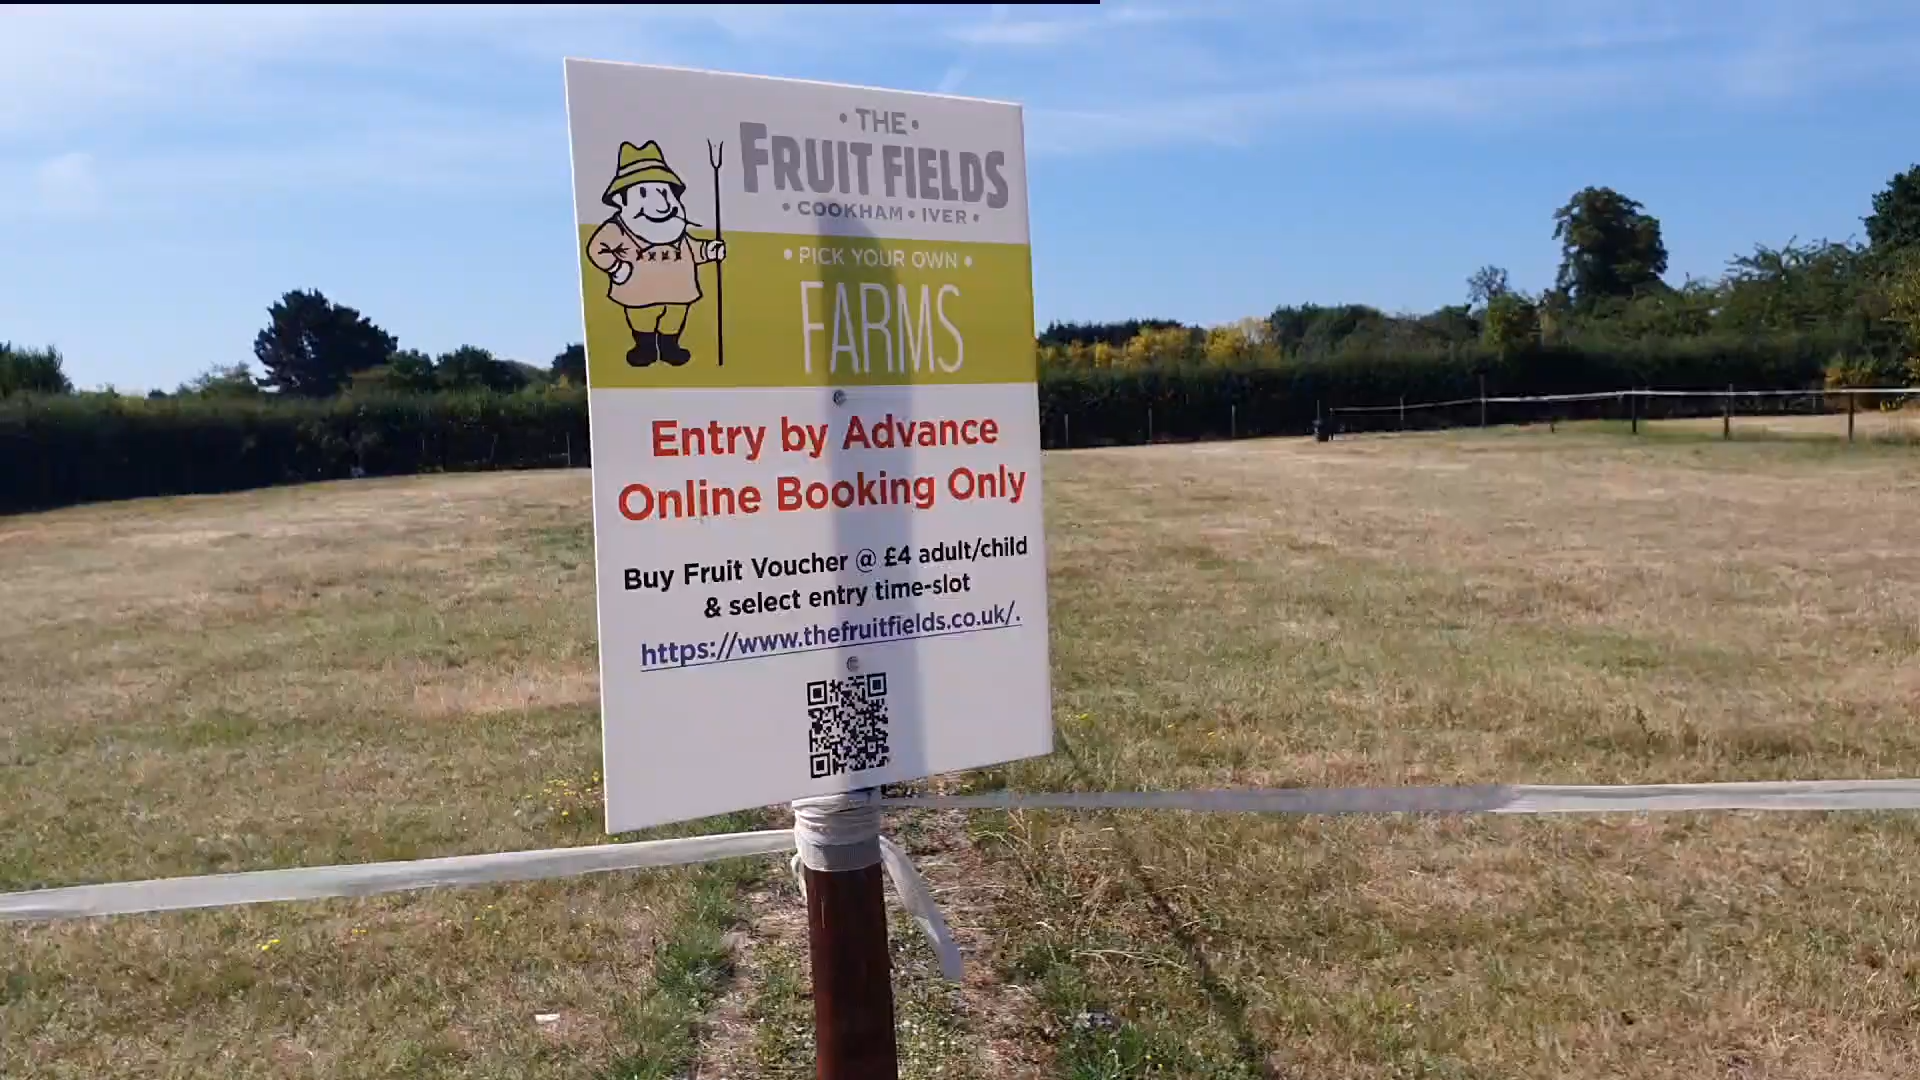 • THE •
FRUIT FIELDS
• COOKHAM • IVER •
• PICK YOUR OWN •
FARMS
Entry by Advance
Online Booking Only
Buy Fruit Voucher @ £4 adult/child
& select entry time-slot
https://www.thefruitfields.co.uk/.